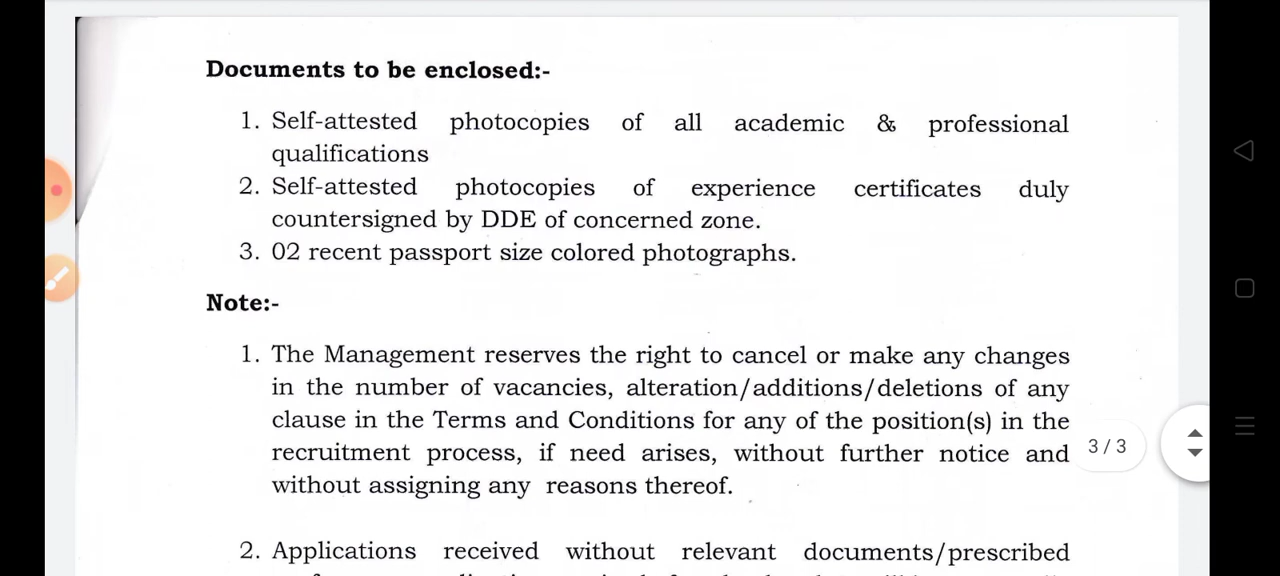 Documents to be enclosed:-
1. Self-attested photocopies of all academic & professional
qualifications
2. Self-attested photocopies of experience certificates duly
countersigned by DDE of concerned zone.
3. 02 recent passport size colored photographs.
Note:-
1. The Management reserves the right to cancel or make any changes
in the number of vacancies, alteration/additions/deletions of any
clause in the Terms and Conditions for any of the position(s) in the
recruitment process, if need arises, without further notice and
without assigning any reasons thereof.
3 / 3
2. Applications received without relevant documents/prescribed